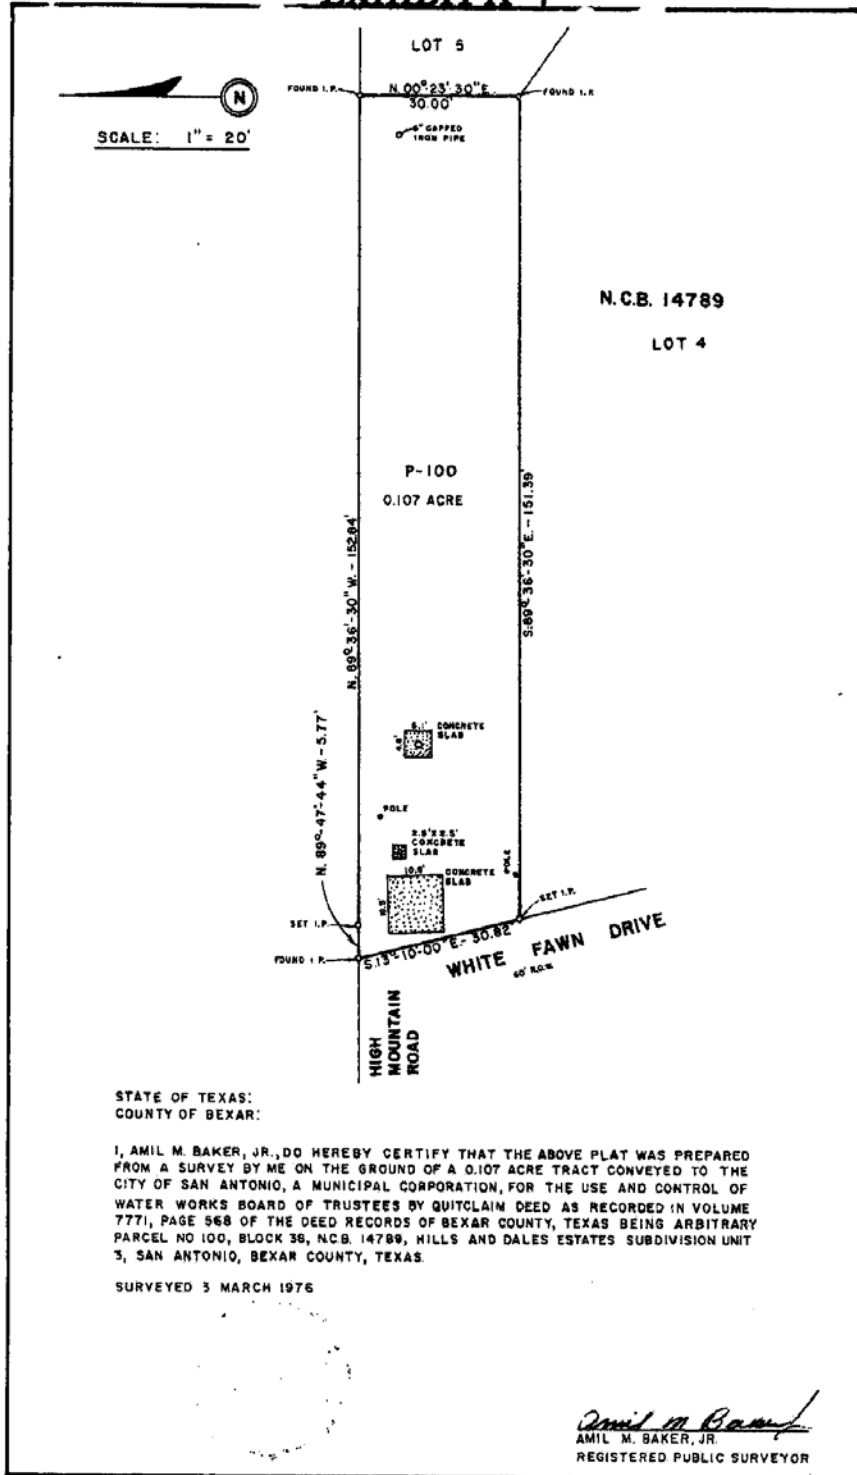 LOT 5
FOUND I.P.
N. 00°-23'-30" E.
30.00'
FOUND I.P.
N
SCALE: 1" = 20'
6" CAPPED
IRON PIPE
N.C.B. 14789
LOT 4
P-100
0.107 ACRE
N. 89°-36'-30" W. - 152.84'
S. 89°-36'-30" E. - 151.39'
N. 89°-47'-44" W. - 5.77'
CONCRETE
SLAB
POLE
2.5' X 2.5'
CONCRETE
SLAB
CONCRETE
SLAB
POLE
SET I.P.
SET I.P.
FOUND I.P.
S. 13°-10'-00" E. - 30.82'
WHITE FAWN DRIVE
60' R.O.W.
HIGH
MOUNTAIN
ROAD
STATE OF TEXAS:
COUNTY OF BEXAR:
I, AMIL M. BAKER, JR., DO HEREBY CERTIFY THAT THE ABOVE PLAT WAS PREPARED
FROM A SURVEY BY ME ON THE GROUND OF A 0.107 ACRE TRACT CONVEYED TO THE
CITY OF SAN ANTONIO, A MUNICIPAL CORPORATION, FOR THE USE AND CONTROL OF
WATER WORKS BOARD OF TRUSTEES BY QUITCLAIM DEED AS RECORDED IN VOLUME
7771, PAGE 568 OF THE DEED RECORDS OF BEXAR COUNTY, TEXAS BEING ARBITRARY
PARCEL NO 100, BLOCK 38, N.C.B. 14789, HILLS AND DALES ESTATES SUBDIVISION UNIT
3, SAN ANTONIO, BEXAR COUNTY, TEXAS.
SURVEYED 3 MARCH 1976
Amil M Baker Jr
AMIL M. BAKER, JR.
REGISTERED PUBLIC SURVEYOR